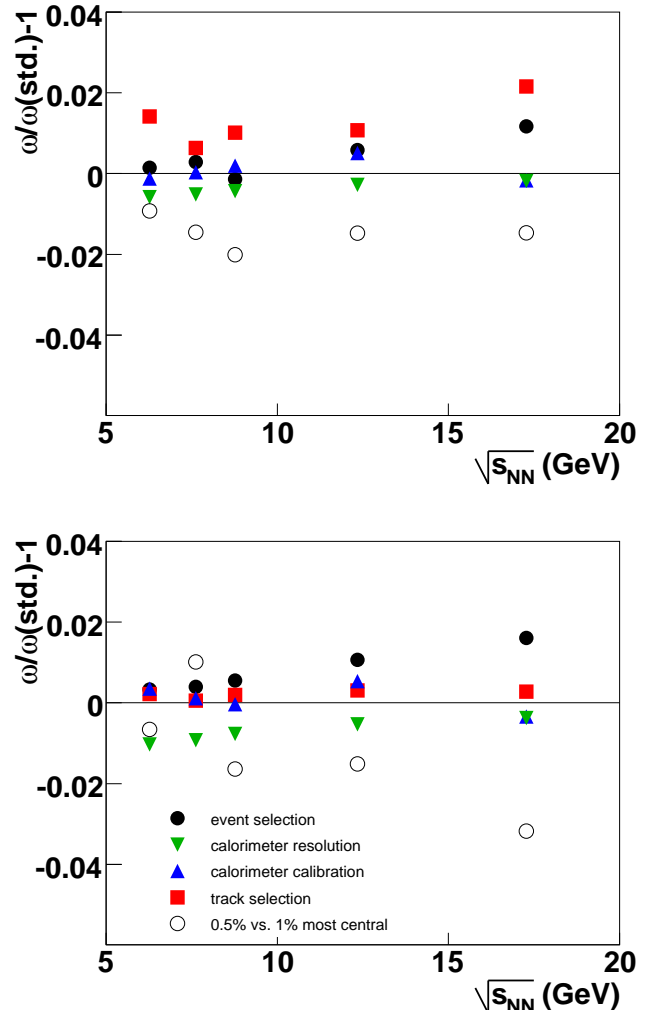 ω/ω(std.)-1
0.04
0.02
0
-0.02
-0.04
5 10 15 20
√sNN (GeV)
ω/ω(std.)-1
0.04
0.02
0
-0.02
-0.04
event selection
calorimeter resolution
calorimeter calibration
track selection
0.5% vs. 1% most central
5 10 15 20
√sNN (GeV)